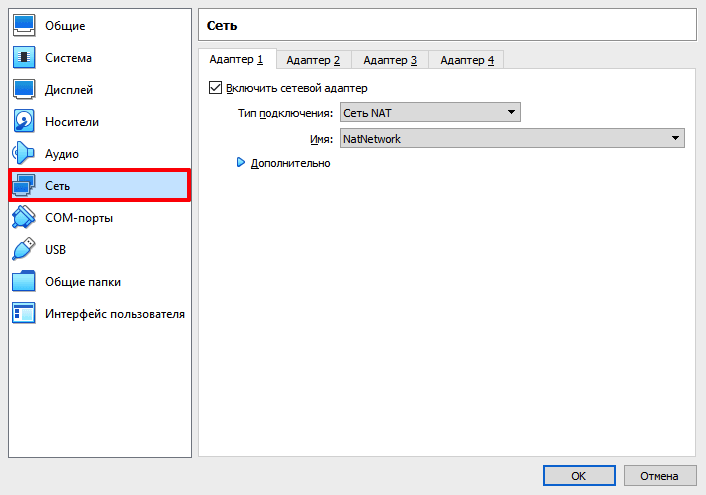 Общие
Система
Дисплей
Носители
Аудио
Сеть
COM-порты
USB
Общие папки
Интерфейс пользователя
Сеть
Адаптер 1 Адаптер 2 Адаптер 3 Адаптер 4
Включить сетевой адаптер
Тип подключения: Сеть NAT
Имя: NatNetwork
Дополнительно
OK Отмена